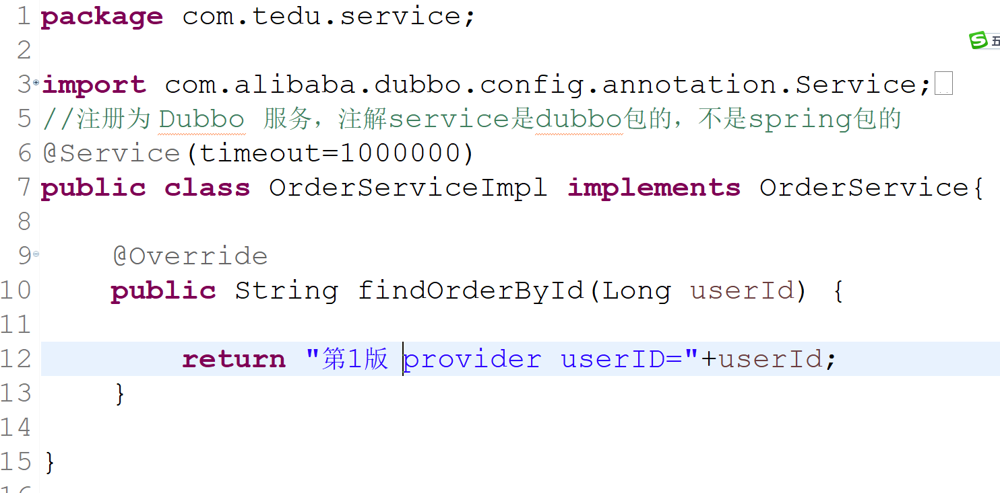 1 package com.tedu.service;
2
3 import com.alibaba.dubbo.config.annotation.Service;
5 //注册为 Dubbo 服务，注解service是dubbo包的，不是spring包的
6 @Service(timeout=1000000)
7 public class OrderServiceImpl implements OrderService{
8
9 @Override
10 public String findOrderById(Long userId) {
11
12 return "第1版 provider userID="+userId;
13 }
14
15 }
S 五